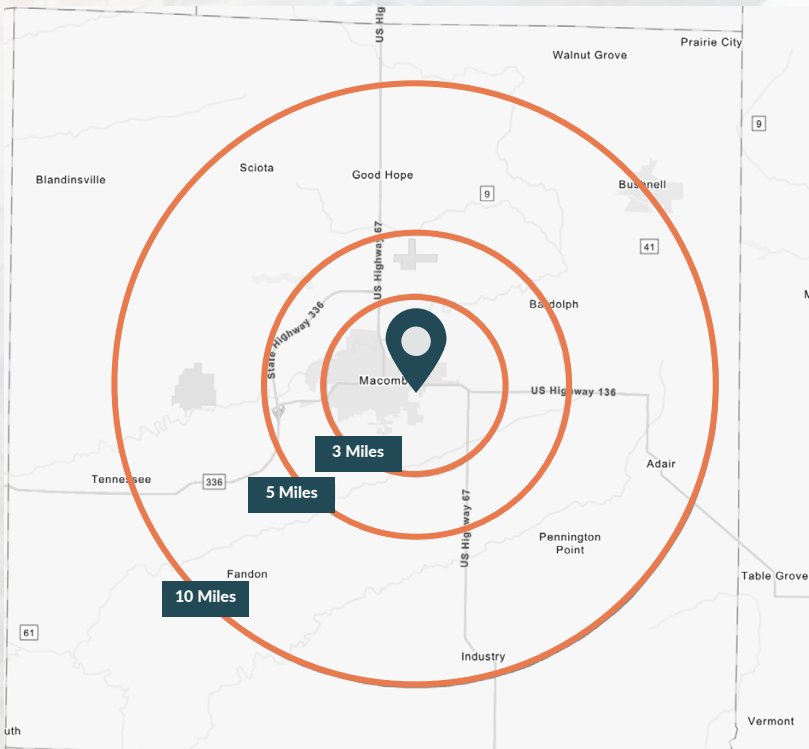 US Hig
Prairie City
Walnut Grove
9
Sciota
Good Hope
Blandinsville
Bushnell
9
41
US Highway 67
M
Bardolph
State Highway 336
Macomb
US Highway 136
3 Miles
Tennessee
336
Adair
5 Miles
US Highway 67
Pennington
Point
Fandon
Table Grove
10 Miles
61
Industry
Vermont
uth